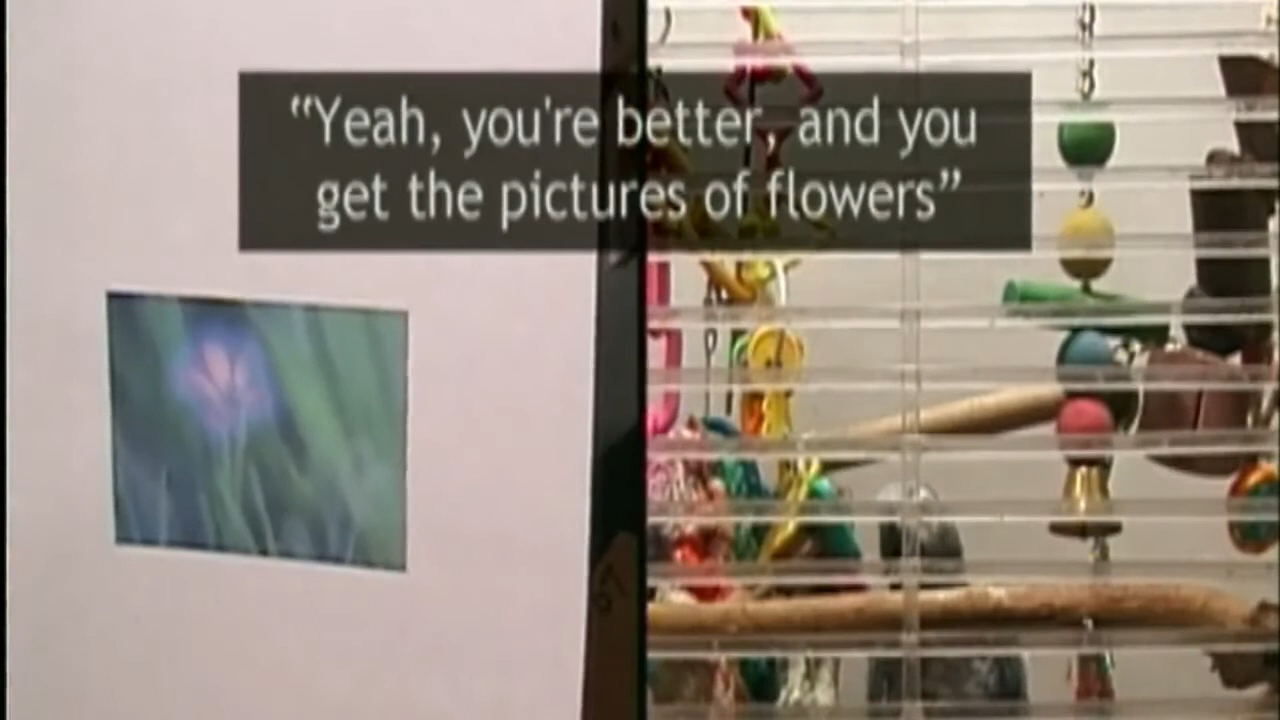 “Yeah, you're better, and you
get the pictures of flowers”